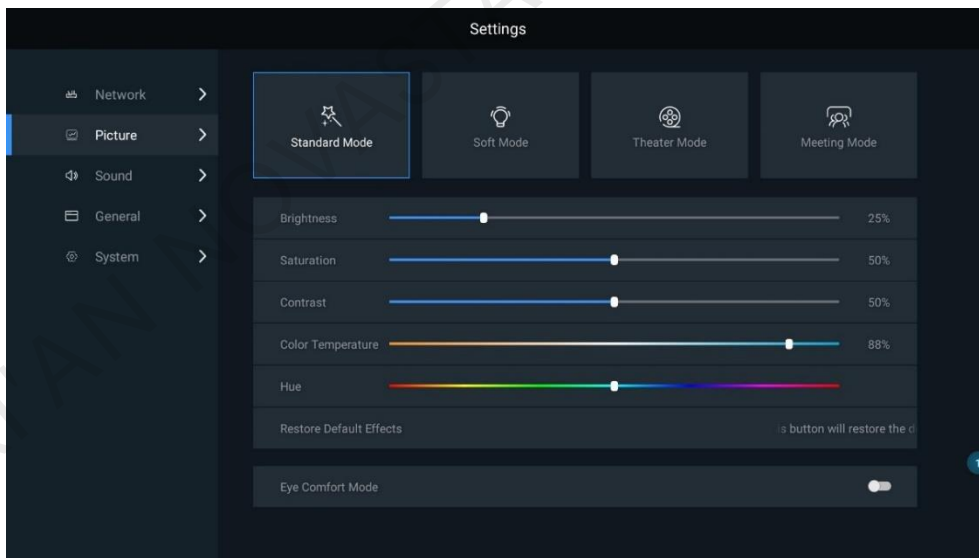 Settings
Network
Picture
Sound
General
System
Standard Mode
Soft Mode
Theater Mode
Meeting Mode
Brightness 25%
Saturation 50%
Contrast 50%
Color Temperature 88%
Hue
Restore Default Effects is button will restore the d
Eye Comfort Mode